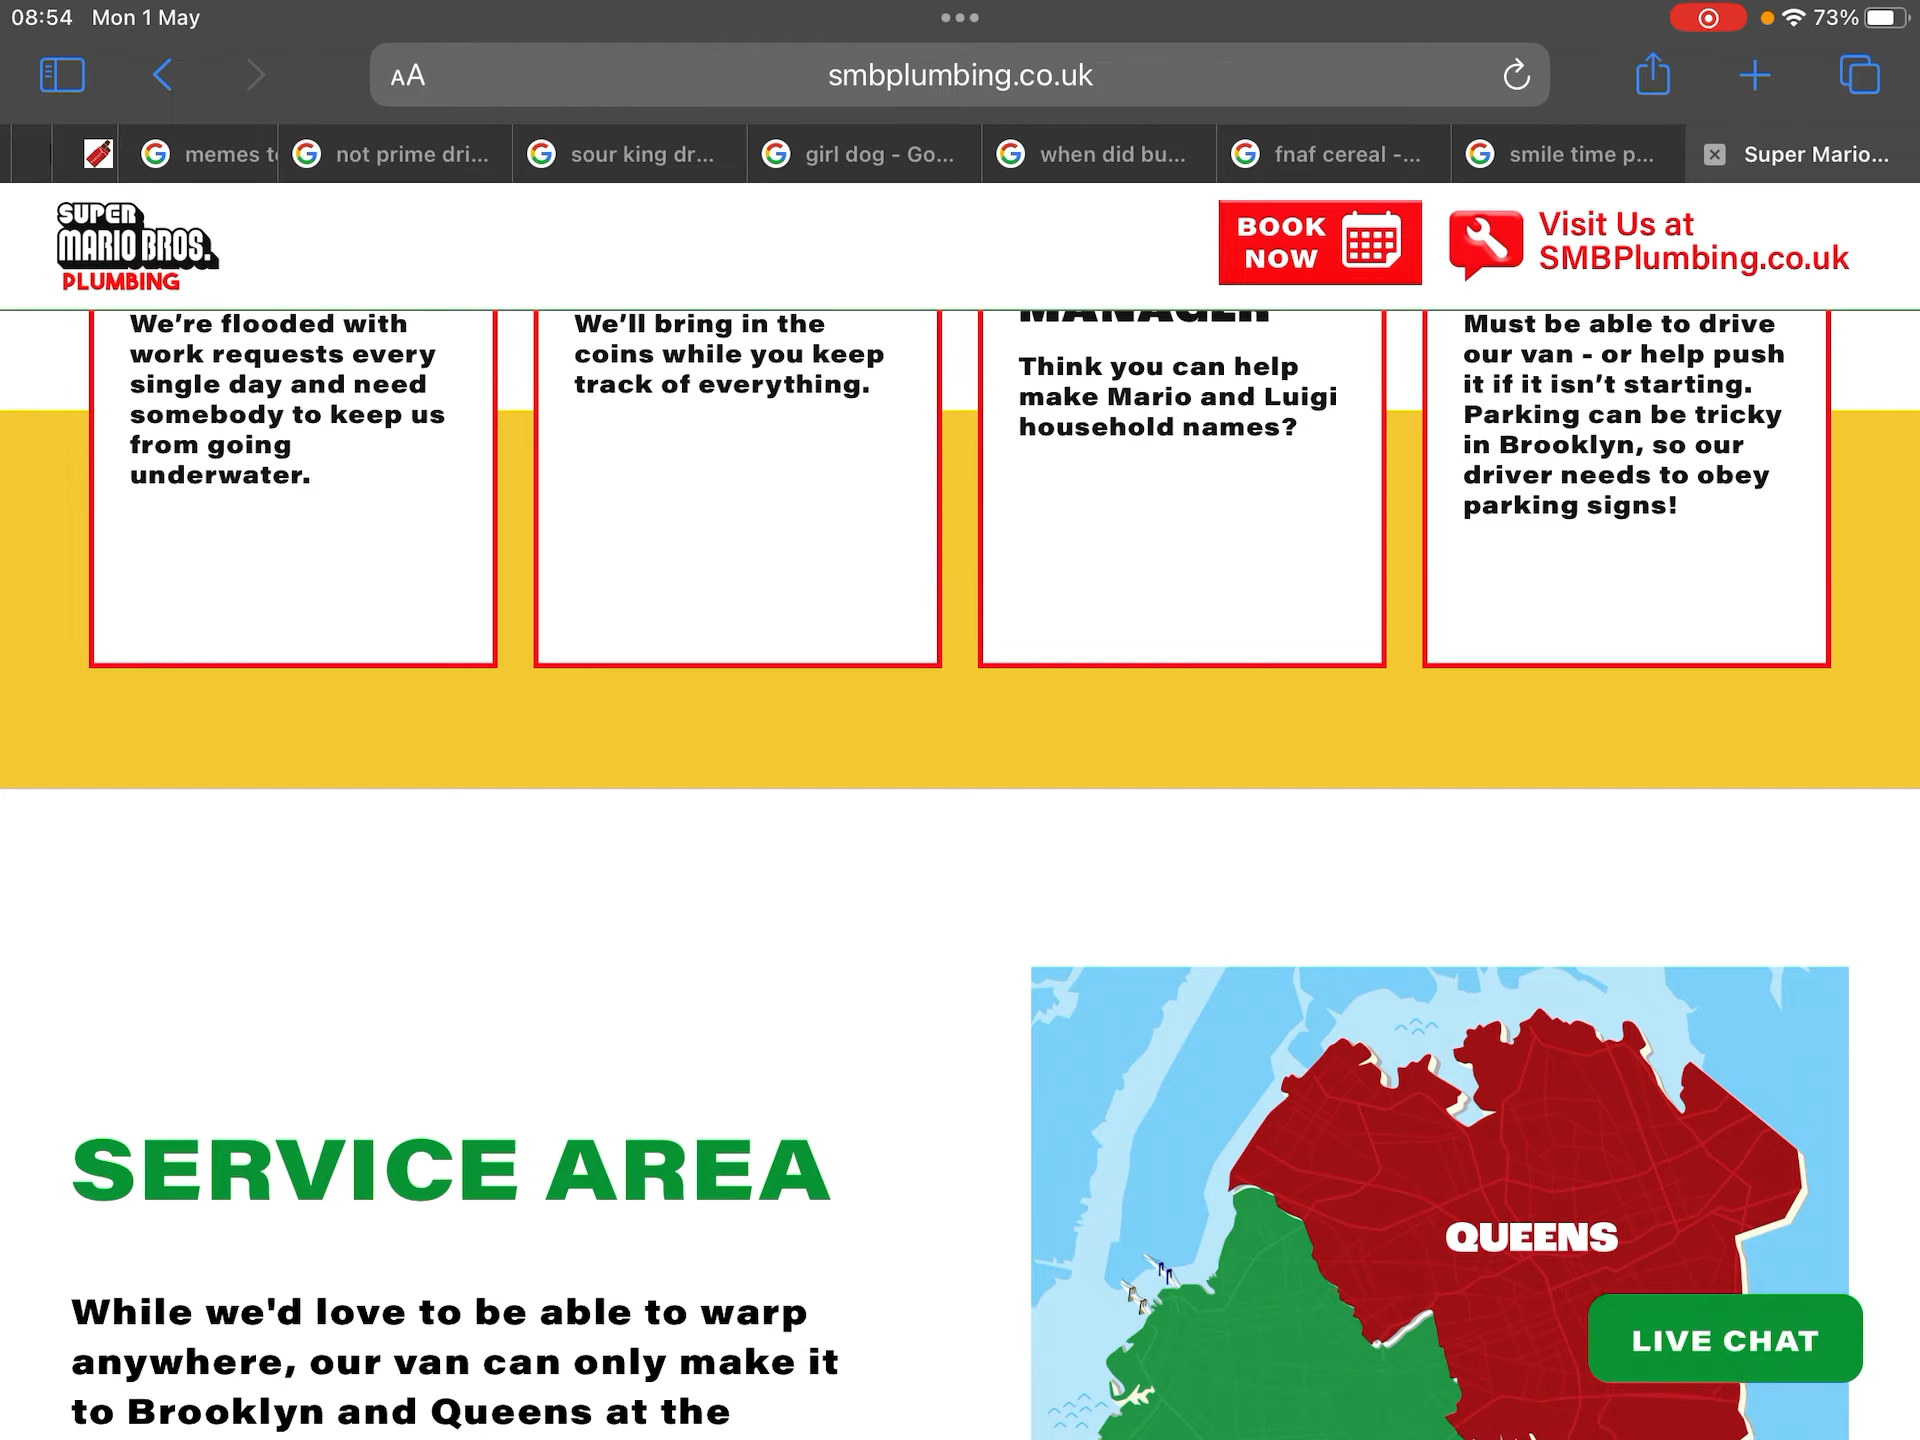 08:54 Mon 1 May
73%
AA
smbplumbing.co.uk
memes t
not prime dri...
sour king dr...
girl dog - Go...
when did bu...
fnaf cereal -...
smile time p...
Super Mario...
SUPER
MARIO BROS.
PLUMBING
BOOK
NOW
Visit Us at
SMBPlumbing.co.uk
We're flooded with
work requests every
single day and need
somebody to keep us
from going
underwater.
We'll bring in the
coins while you keep
track of everything.
MANAGER
Think you can help
make Mario and Luigi
household names?
Must be able to drive
our van - or help push
it if it isn't starting.
Parking can be tricky
in Brooklyn, so our
driver needs to obey
parking signs!
SERVICE AREA
While we'd love to be able to warp
anywhere, our van can only make it
to Brooklyn and Queens at the
QUEENS
LIVE CHAT